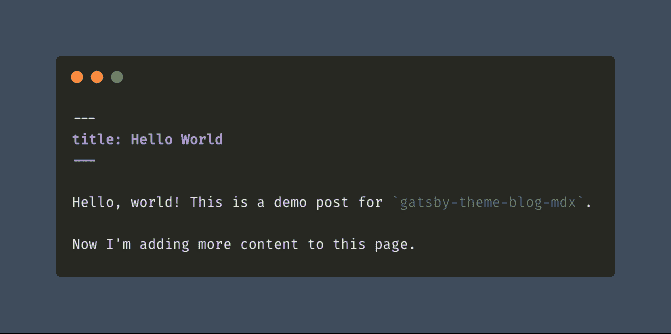 ---
title: Hello World
---
Hello, world! This is a demo post for `gatsby-theme-blog-mdx`.
Now I'm adding more content to this page.